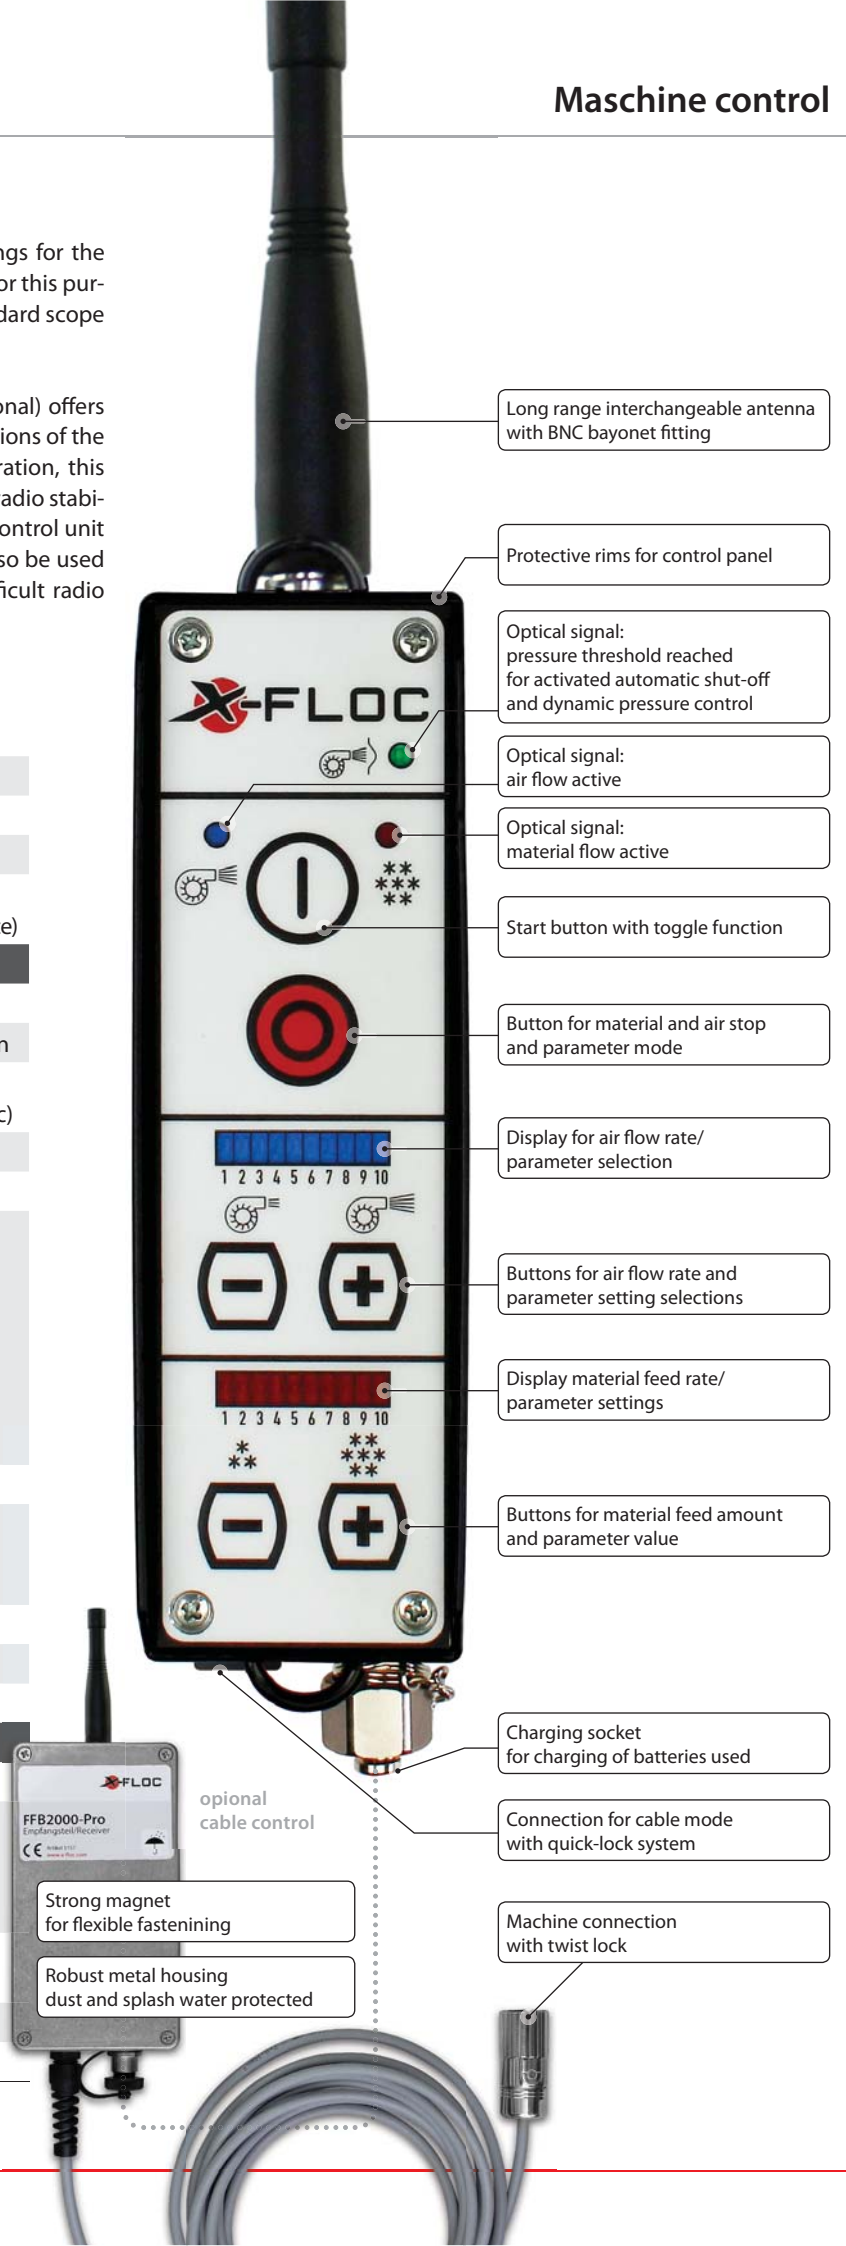 Maschine control
ngs for the
or this pur-
dard scope
onal) offers
ions of the
ration, this
radio stabi-
ontrol unit
so be used
ficult radio
e)
n
c)
Long range interchangeable antenna
with BNC bayonet fitting
Protective rims for control panel
Optical signal:
pressure threshold reached
for activated automatic shut-off
and dynamic pressure control
X-FLOC
Optical signal:
air flow active
Optical signal:
material flow active
Start button with toggle function
Button for material and air stop
and parameter mode
Display for air flow rate/
parameter selection
1 2 3 4 5 6 7 8 9 10
Buttons for air flow rate and
parameter setting selections
Display material feed rate/
parameter settings
1 2 3 4 5 6 7 8 9 10
Buttons for material feed amount
and parameter value
Charging socket
for charging of batteries used
opional
cable control
Connection for cable mode
with quick-lock system
X-FLOC
FFB2000-Pro
Empfangsteil/Receiver
CE
www.x-floc.com
Strong magnet
for flexible fastenining
Robust metal housing
dust and splash water protected
Machine connection
with twist lock